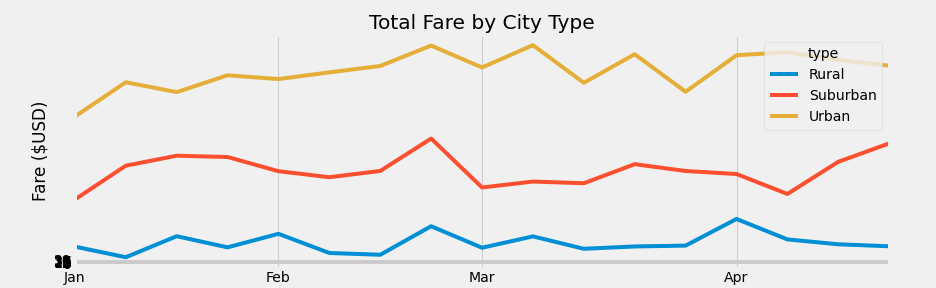 Total Fare by City Type
Fare ($USD)
type
Rural
Suburban
Urban
Jan
Feb
Mar
Apr